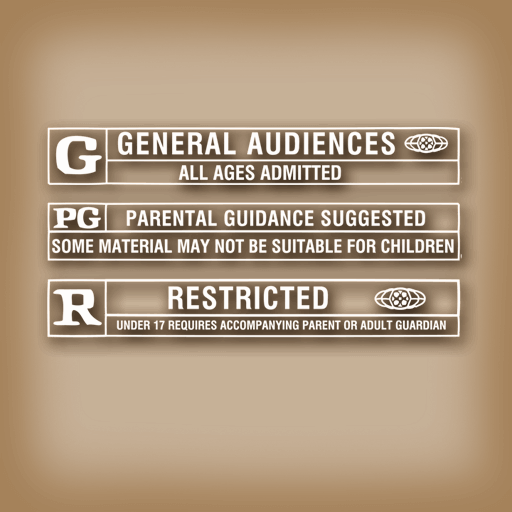 G GENERAL AUDIENCES
ALL AGES ADMITTED
PG PARENTAL GUIDANCE SUGGESTED
SOME MATERIAL MAY NOT BE SUITABLE FOR CHILDREN
R RESTRICTED
UNDER 17 REQUIRES ACCOMPANYING PARENT OR ADULT GUARDIAN